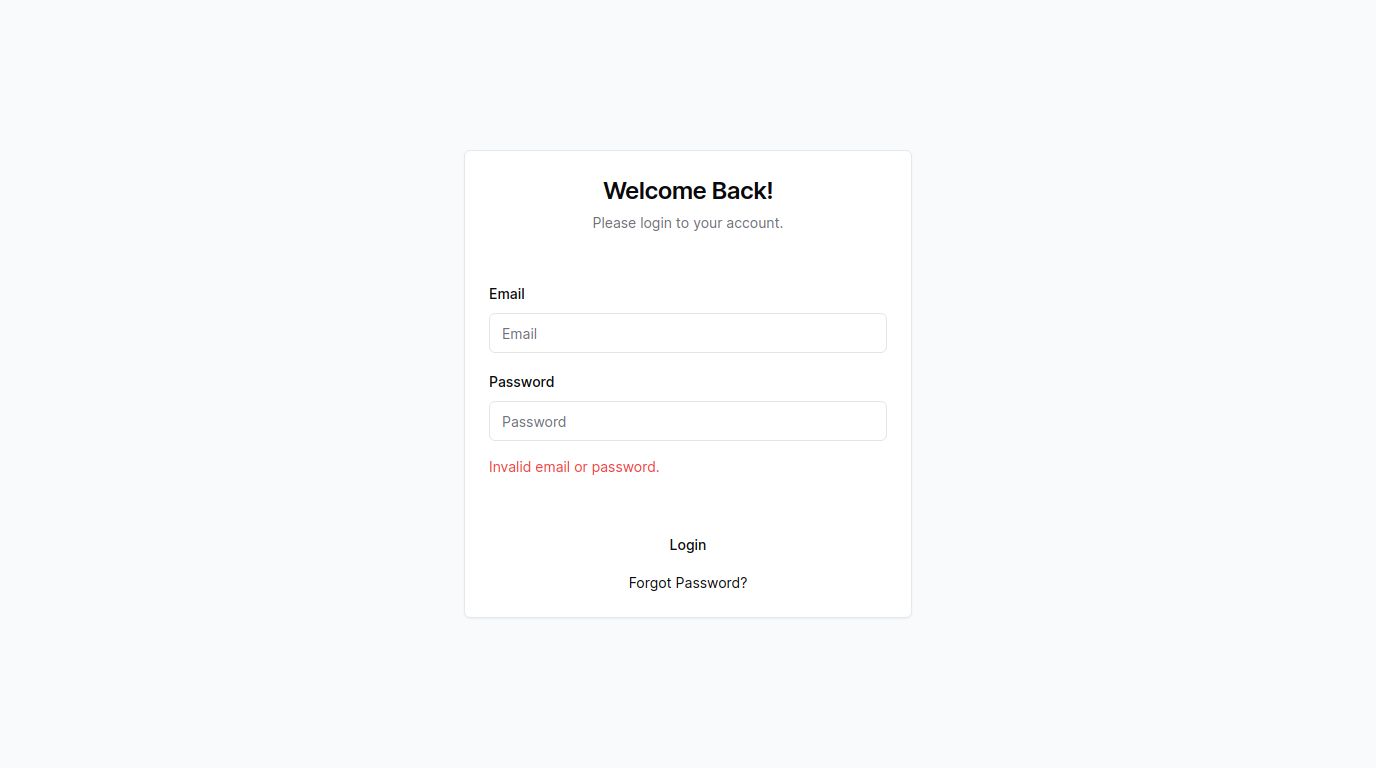 Welcome Back!
Please login to your account.
Email
Email
Password
Password
Invalid email or password.
Login
Forgot Password?